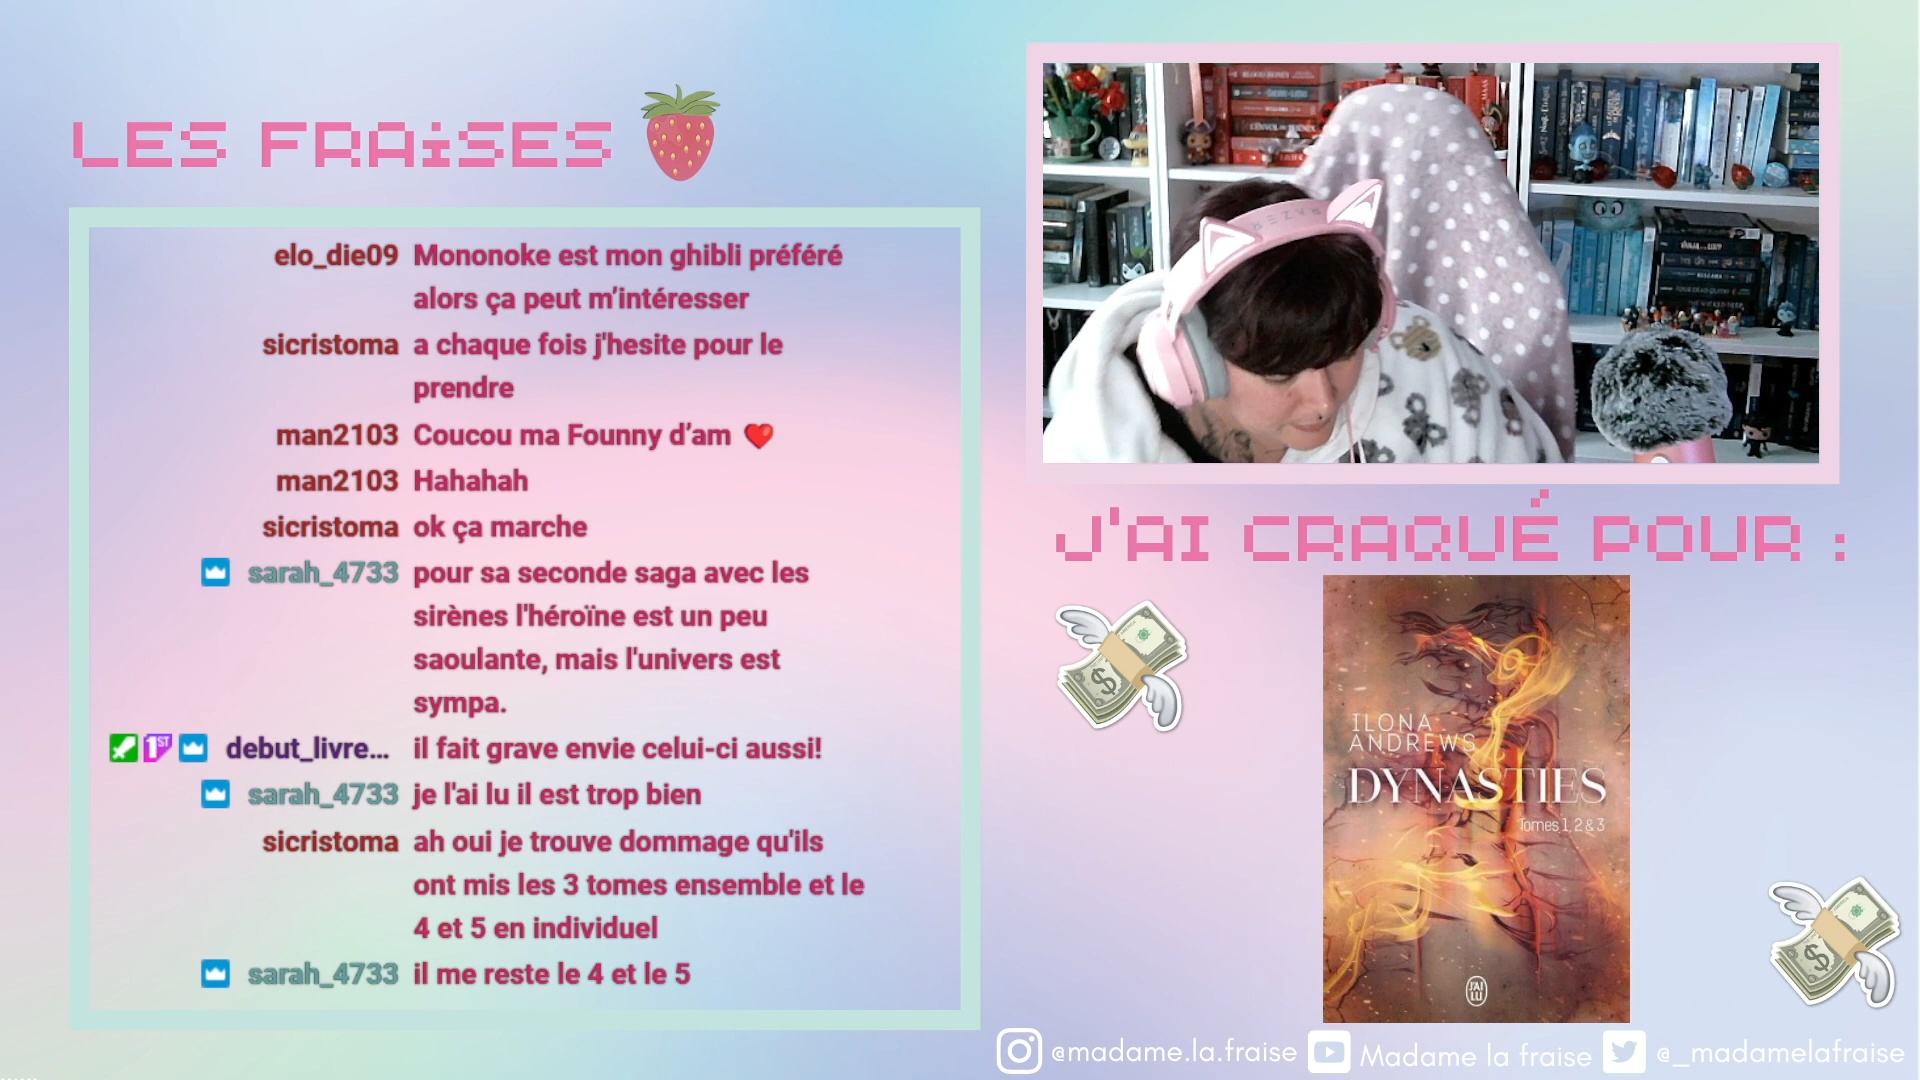 LES FRAiSES
elo_die09 Mononoke est mon ghibli préféré
alors ça peut m’intéresser
sicristoma a chaque fois j'hesite pour le
prendre
man2103 Coucou ma Founny d’am
man2103 Hahahah
sicristoma ok ça marche
sarah_4733 pour sa seconde saga avec les
sirènes l'héroïne est un peu
saoulante, mais l'univers est
sympa.
1ST debut_livre... il fait grave envie celui-ci aussi!
sarah_4733 je l'ai lu il est trop bien
sicristoma ah oui je trouve dommage qu'ils
ont mis les 3 tomes ensemble et le
4 et 5 en individuel
sarah_4733 il me reste le 4 et le 5
J'AI CRAQUÉ POUR :
ILONA
ANDREWS
DYNASTIES
Tomes 1, 2 & 3
J'AI
LU
@madame.la.fraise
Madame la fraise
@_madamelafraise